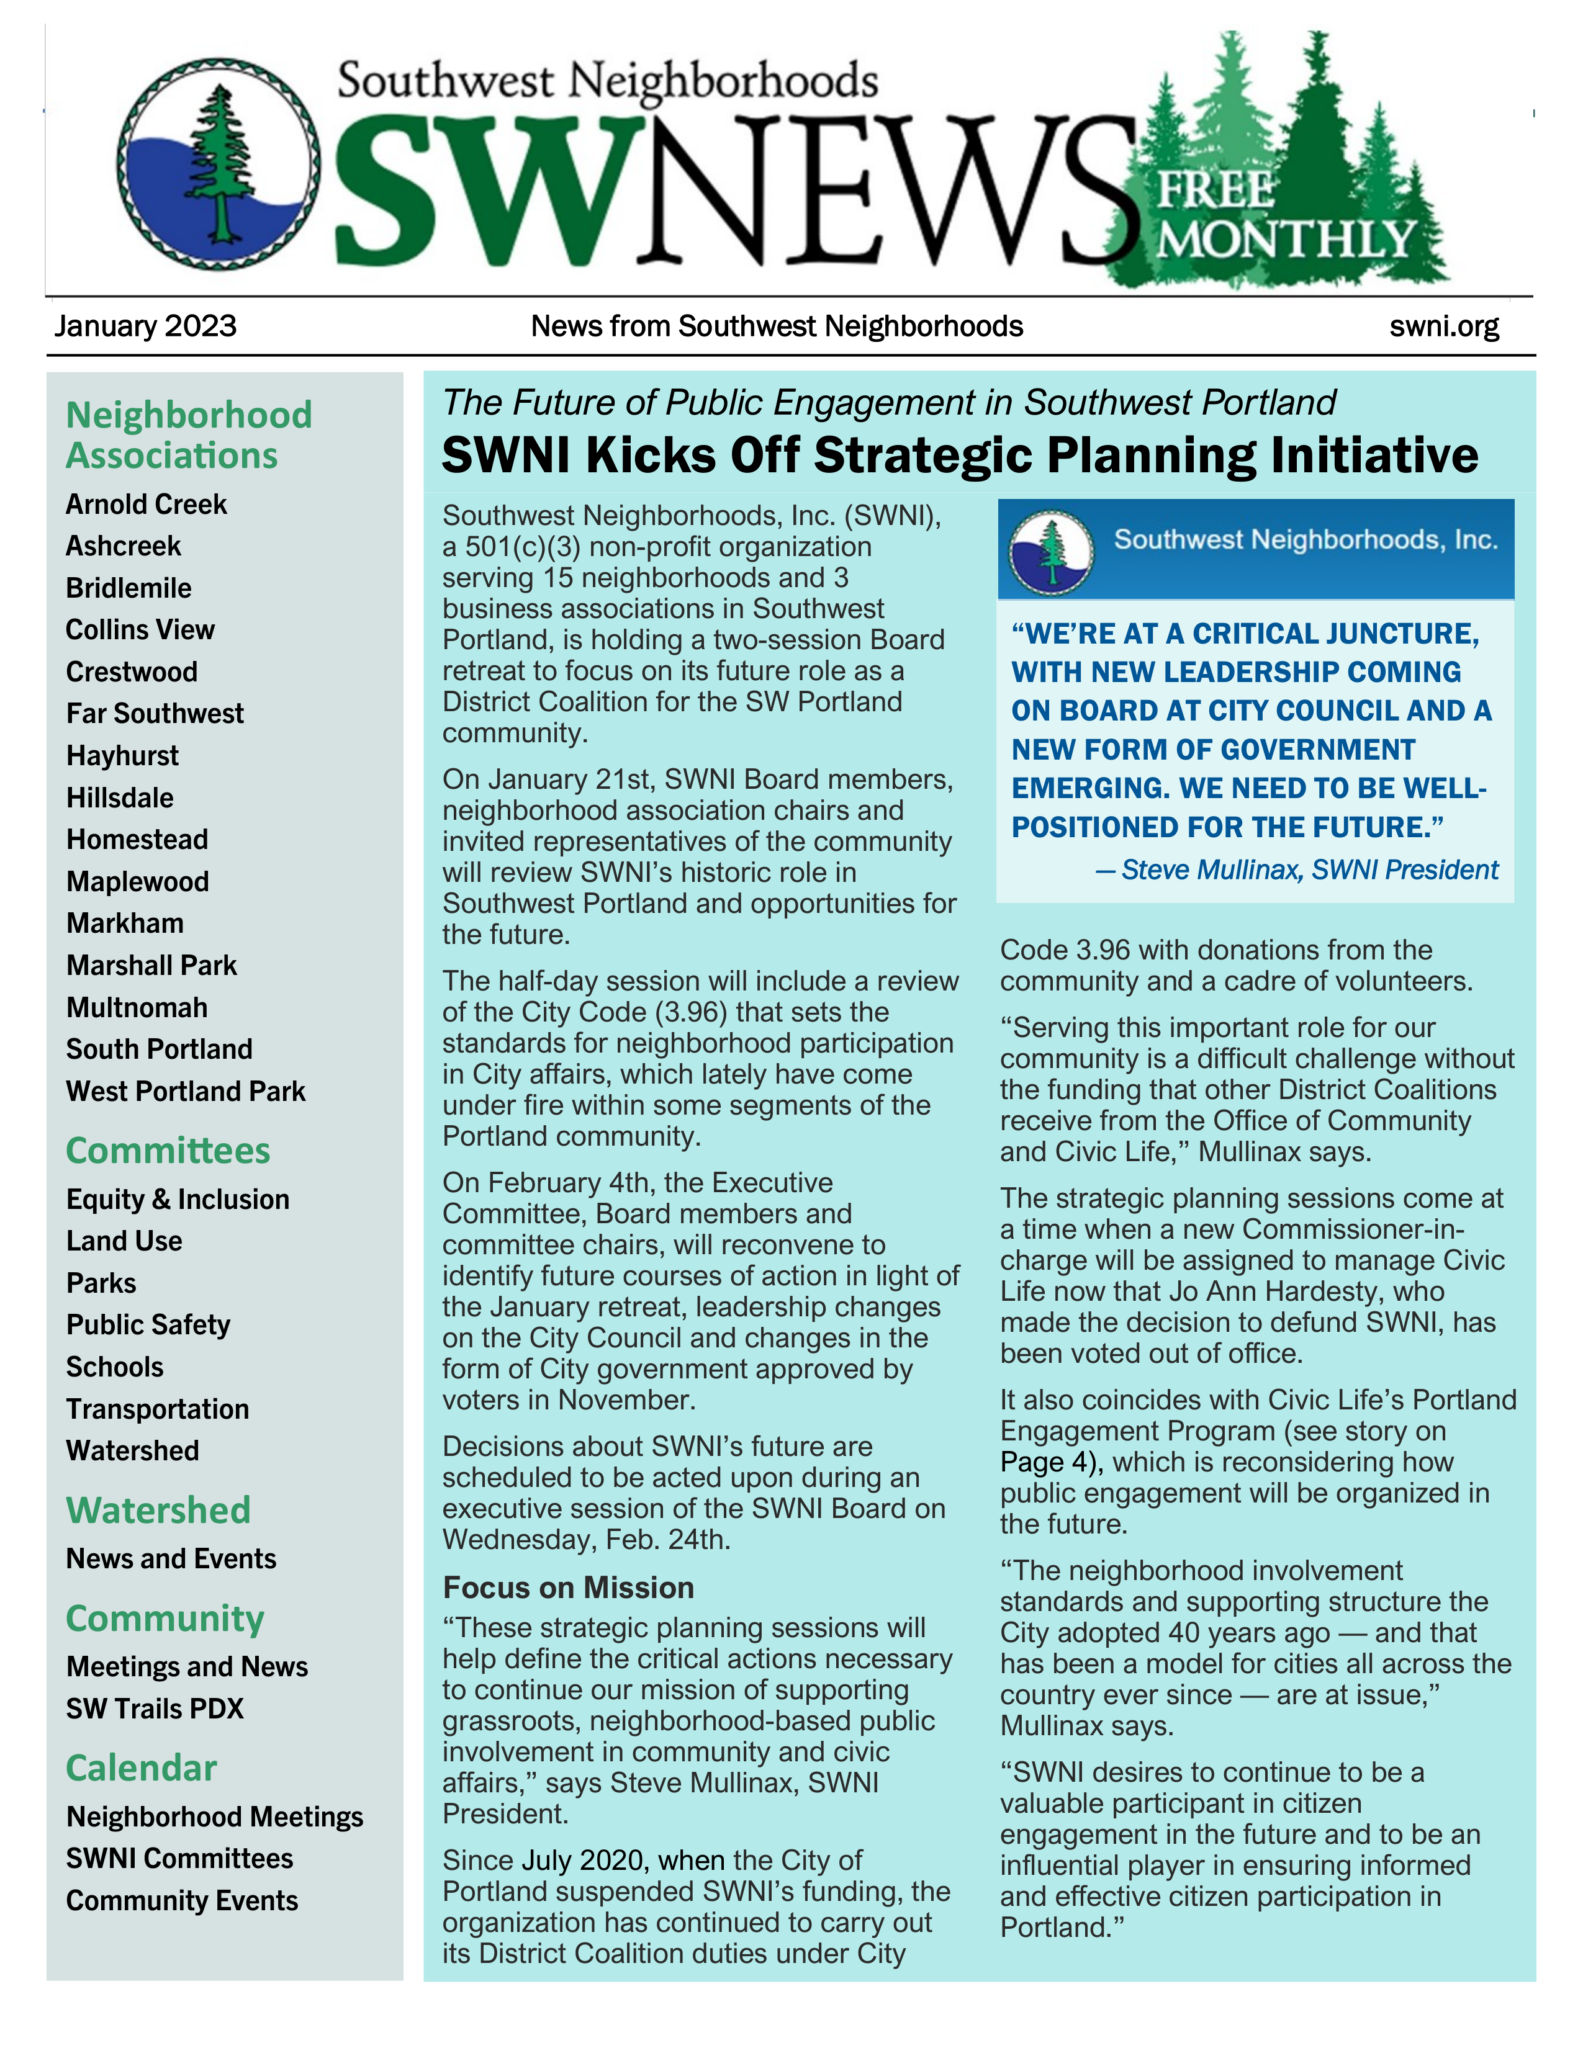 Southwest Neighborhoods
SWNEWS
FREE
MONTHLY
January 2023
News from Southwest Neighborhoods
swni.org
Neighborhood
Associations
Arnold Creek
Ashcreek
Bridlemile
Collins View
Crestwood
Far Southwest
Hayhurst
Hillsdale
Homestead
Maplewood
Markham
Marshall Park
Multnomah
South Portland
West Portland Park
Committees
Equity & Inclusion
Land Use
Parks
Public Safety
Schools
Transportation
Watershed
Watershed
News and Events
Community
Meetings and News
SW Trails PDX
Calendar
Neighborhood Meetings
SWNI Committees
Community Events
The Future of Public Engagement in Southwest Portland
SWNI Kicks Off Strategic Planning Initiative
Southwest Neighborhoods, Inc. (SWNI),
a 501(c)(3) non-profit organization
serving 15 neighborhoods and 3
business associations in Southwest
Portland, is holding a two-session Board
retreat to focus on its future role as a
District Coalition for the SW Portland
community.
On January 21st, SWNI Board members,
neighborhood association chairs and
invited representatives of the community
will review SWNI’s historic role in
Southwest Portland and opportunities for
the future.
The half-day session will include a review
of the City Code (3.96) that sets the
standards for neighborhood participation
in City affairs, which lately have come
under fire within some segments of the
Portland community.
On February 4th, the Executive
Committee, Board members and
committee chairs, will reconvene to
identify future courses of action in light of
the January retreat, leadership changes
on the City Council and changes in the
form of City government approved by
voters in November.
Decisions about SWNI’s future are
scheduled to be acted upon during an
executive session of the SWNI Board on
Wednesday, Feb. 24th.
Focus on Mission
“These strategic planning sessions will
help define the critical actions necessary
to continue our mission of supporting
grassroots, neighborhood-based public
involvement in community and civic
affairs,” says Steve Mullinax, SWNI
President.
Since July 2020, when the City of
Portland suspended SWNI’s funding, the
organization has continued to carry out
its District Coalition duties under City
Southwest Neighborhoods, Inc.
“WE’RE AT A CRITICAL JUNCTURE,
WITH NEW LEADERSHIP COMING
ON BOARD AT CITY COUNCIL AND A
NEW FORM OF GOVERNMENT
EMERGING. WE NEED TO BE WELL-
POSITIONED FOR THE FUTURE.”
— Steve Mullinax, SWNI President
Code 3.96 with donations from the
community and a cadre of volunteers.
“Serving this important role for our
community is a difficult challenge without
the funding that other District Coalitions
receive from the Office of Community
and Civic Life,” Mullinax says.
The strategic planning sessions come at
a time when a new Commissioner-in-
charge will be assigned to manage Civic
Life now that Jo Ann Hardesty, who
made the decision to defund SWNI, has
been voted out of office.
It also coincides with Civic Life’s Portland
Engagement Program (see story on
Page 4), which is reconsidering how
public engagement will be organized in
the future.
“The neighborhood involvement
standards and supporting structure the
City adopted 40 years ago — and that
has been a model for cities all across the
country ever since — are at issue,”
Mullinax says.
“SWNI desires to continue to be a
valuable participant in citizen
engagement in the future and to be an
influential player in ensuring informed
and effective citizen participation in
Portland.”